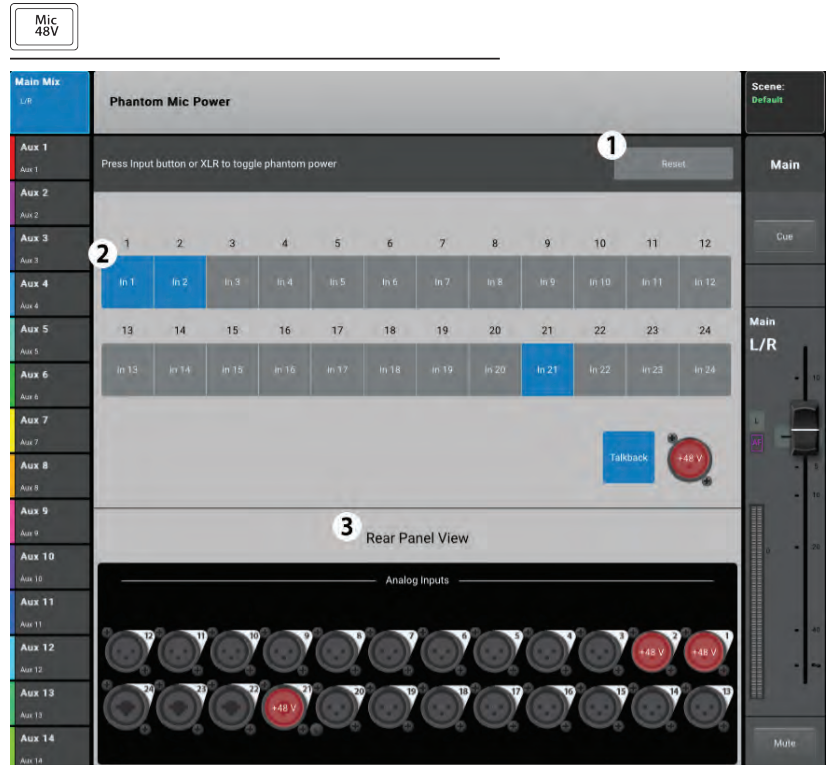 Mic
48V
Main Mix
L/R
Phantom Mic Power
Scene:
Default
Aux 1
Aux 1
Press Input button or XLR to toggle phantom power
1
Reset
Main
Aux 2
Aux 2
Aux 3
Aux 3
Cue
2
1 2 3 4 5 6 7 8 9 10 11 12
In 1 In 2 In 3 In 4 In 5 In 6 In 7 In 8 In 9 In 10 In 11 In 12
Aux 4
Aux 4
Aux 5
Aux 5
13 14 15 16 17 18 19 20 21 22 23 24
In 13 In 14 In 15 In 16 In 17 In 18 In 19 In 20 In 21 In 22 In 23 In 24
Main
L/R
Aux 6
Aux 6
10
Aux 7
Aux 7
L
Aux 8
Aux 8
Talkback
+48 V
5
10
Aux 9
Aux 9
3
Rear Panel View
20
Aux 10
Aux 10
Analog Inputs
Aux 11
Aux 11
40
Aux 12
Aux 12
12 11 10 9 8 7 6 5 4 3 2 1
+48 V +48 V
Aux 13
Aux 13
24 23 22 21 20 19 18 17 16 15 14 13
+48 V
Aux 14
Aux 14
Mute